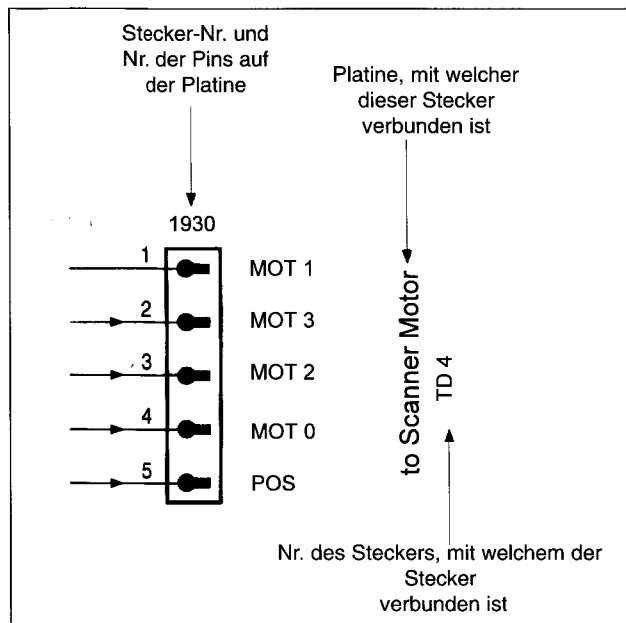 Stecker-Nr. und
Nr. der Pins auf
der Platine
Platine, mit welcher
dieser Stecker
verbunden ist
1930
1 MOT 1
2 MOT 3
3 MOT 2
4 MOT 0
5 POS
to Scanner Motor
TD 4
Nr. des Steckers, mit welchem der
Stecker
verbunden ist